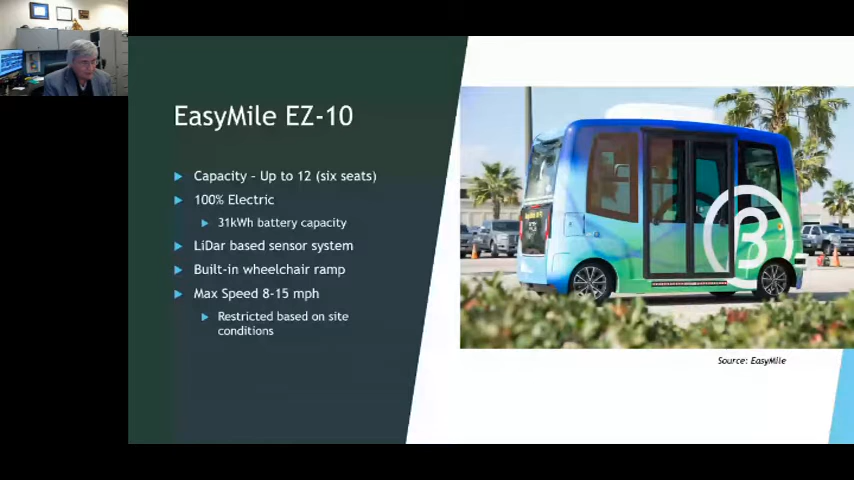 EasyMile EZ-10
Capacity – Up to 12 (six seats)
100% Electric
31kWh battery capacity
LiDar based sensor system
Built-in wheelchair ramp
Max Speed 8-15 mph
Restricted based on site
conditions
Source: EasyMile